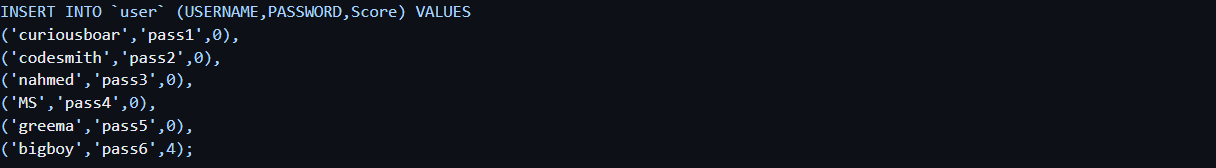 INSERT INTO `user` (USERNAME,PASSWORD,Score) VALUES
('curiousboar','pass1',0),
('codesmith','pass2',0),
('nahmed','pass3',0),
('MS','pass4',0),
('greema','pass5',0),
('bigboy','pass6',4);